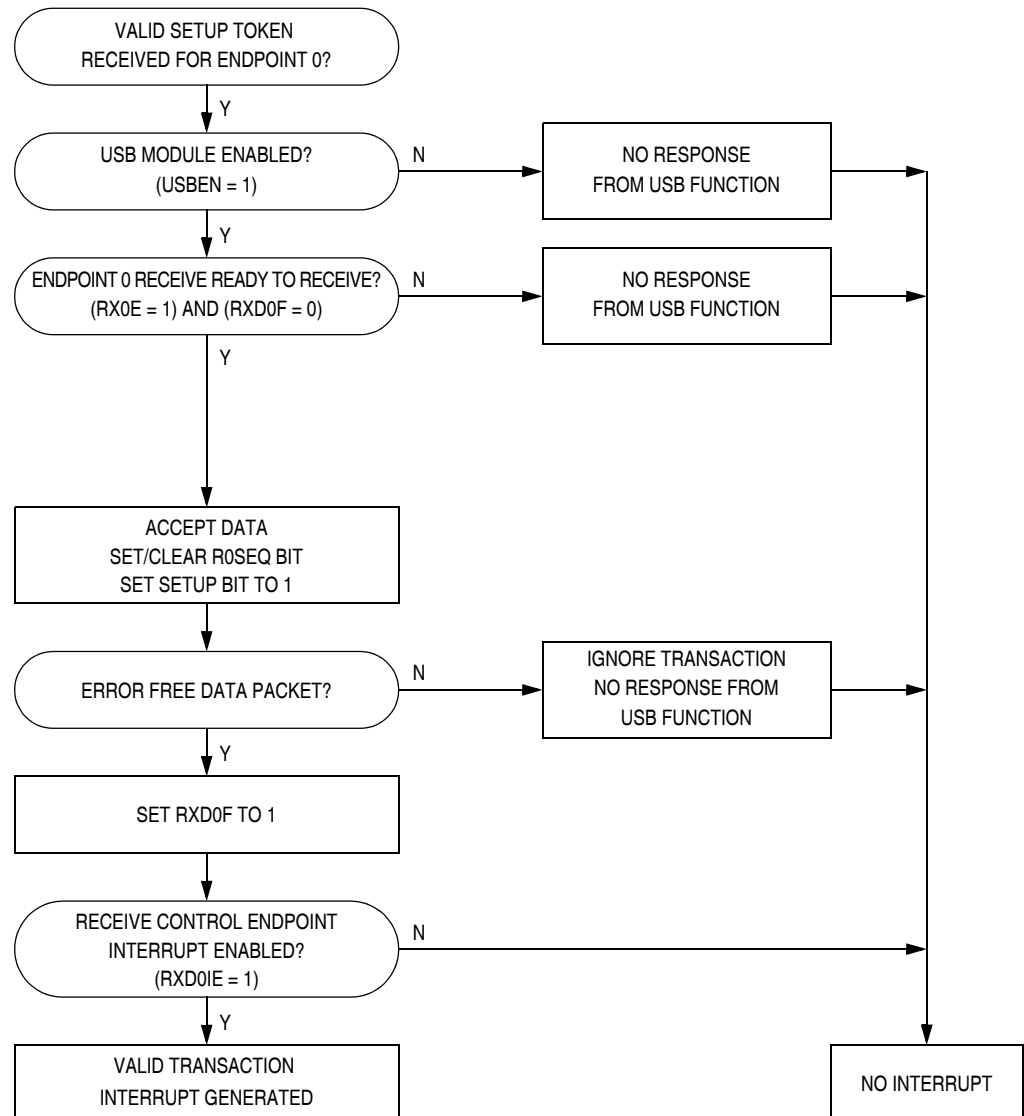 VALID SETUP TOKEN
RECEIVED FOR ENDPOINT 0?
Y
USB MODULE ENABLED?
(USBEN = 1)
N
NO RESPONSE
FROM USB FUNCTION
Y
ENDPOINT 0 RECEIVE READY TO RECEIVE?
(RX0E = 1) AND (RXD0F = 0)
N
NO RESPONSE
FROM USB FUNCTION
Y
ACCEPT DATA
SET/CLEAR R0SEQ BIT
SET SETUP BIT TO 1
ERROR FREE DATA PACKET?
N
IGNORE TRANSACTION
NO RESPONSE FROM
USB FUNCTION
Y
SET RXD0F TO 1
RECEIVE CONTROL ENDPOINT
INTERRUPT ENABLED?
(RXD0IE = 1)
N
Y
VALID TRANSACTION
INTERRUPT GENERATED
NO INTERRUPT